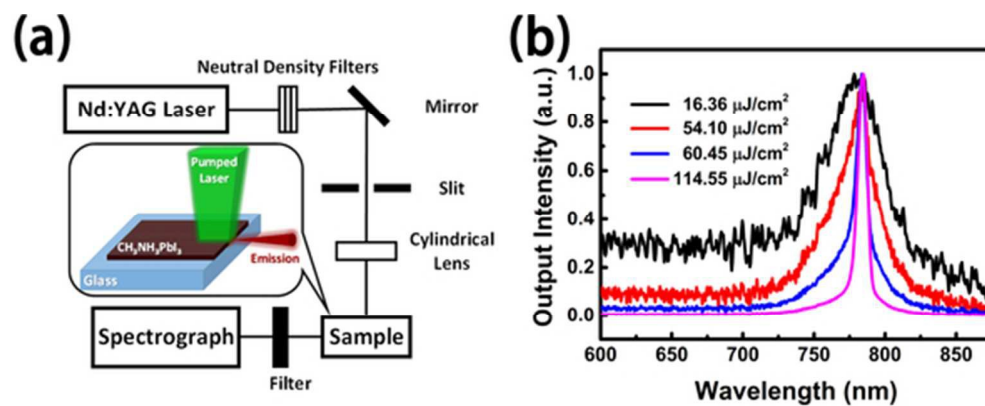 (a)
Neutral Density Filters
Nd:YAG Laser
Mirror
Pumped
Laser
Slit
CH₃NH₃PbI₃
Emission
Glass
Cylindrical
Lens
Spectrograph
Sample
Filter
(b)
Output Intensity (a.u.)
1.0
0.8
0.6
0.4
0.2
0.0
16.36 μJ/cm²
54.10 μJ/cm²
60.45 μJ/cm²
114.55 μJ/cm²
600 650 700 750 800 850
Wavelength (nm)